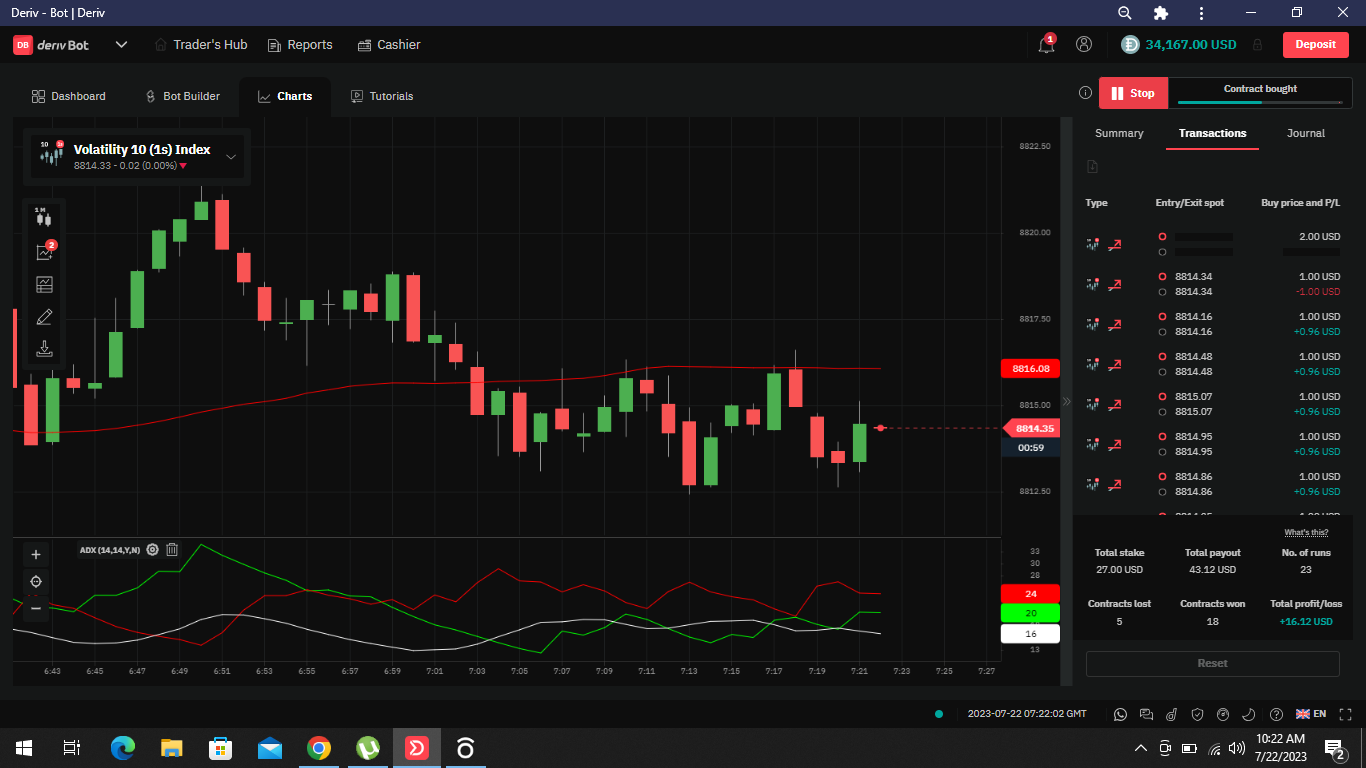 Deriv - Bot | Deriv
DB deriv Bot
Trader's Hub
Reports
Cashier
1
34,167.00 USD
Deposit
Dashboard
Bot Builder
Charts
Tutorials
Stop
Contract bought
Summary
Transactions
Journal
10 1s
Volatility 10 (1s) Index
8814.33 - 0.02 (0.00%)
1 M
2
8822.50
8820.00
8817.50
8816.08
8815.00
8814.35
00:59
8812.50
Type
Entry/Exit spot
Buy price and P/L
2.00 USD
8814.34
1.00 USD
8814.34
-1.00 USD
8814.16
1.00 USD
8814.16
+0.96 USD
8814.48
1.00 USD
8814.48
+0.96 USD
8815.07
1.00 USD
8815.07
+0.96 USD
8814.95
1.00 USD
8814.95
+0.96 USD
8814.86
1.00 USD
8814.86
+0.96 USD
ADX (14,14,Y,N)
33
30
28
24
20
16
13
6:43
6:45
6:47
6:49
6:51
6:53
6:55
6:57
6:59
7:01
7:03
7:05
7:07
7:09
7:11
7:13
7:15
7:17
7:19
7:21
7:23
7:25
7:27
What's this?
Total stake
27.00 USD
Total payout
43.12 USD
No. of runs
23
Contracts lost
5
Contracts won
18
Total profit/loss
+16.12 USD
Reset
2023-07-22 07:22:02 GMT
EN
10:22 AM
7/22/2023
2